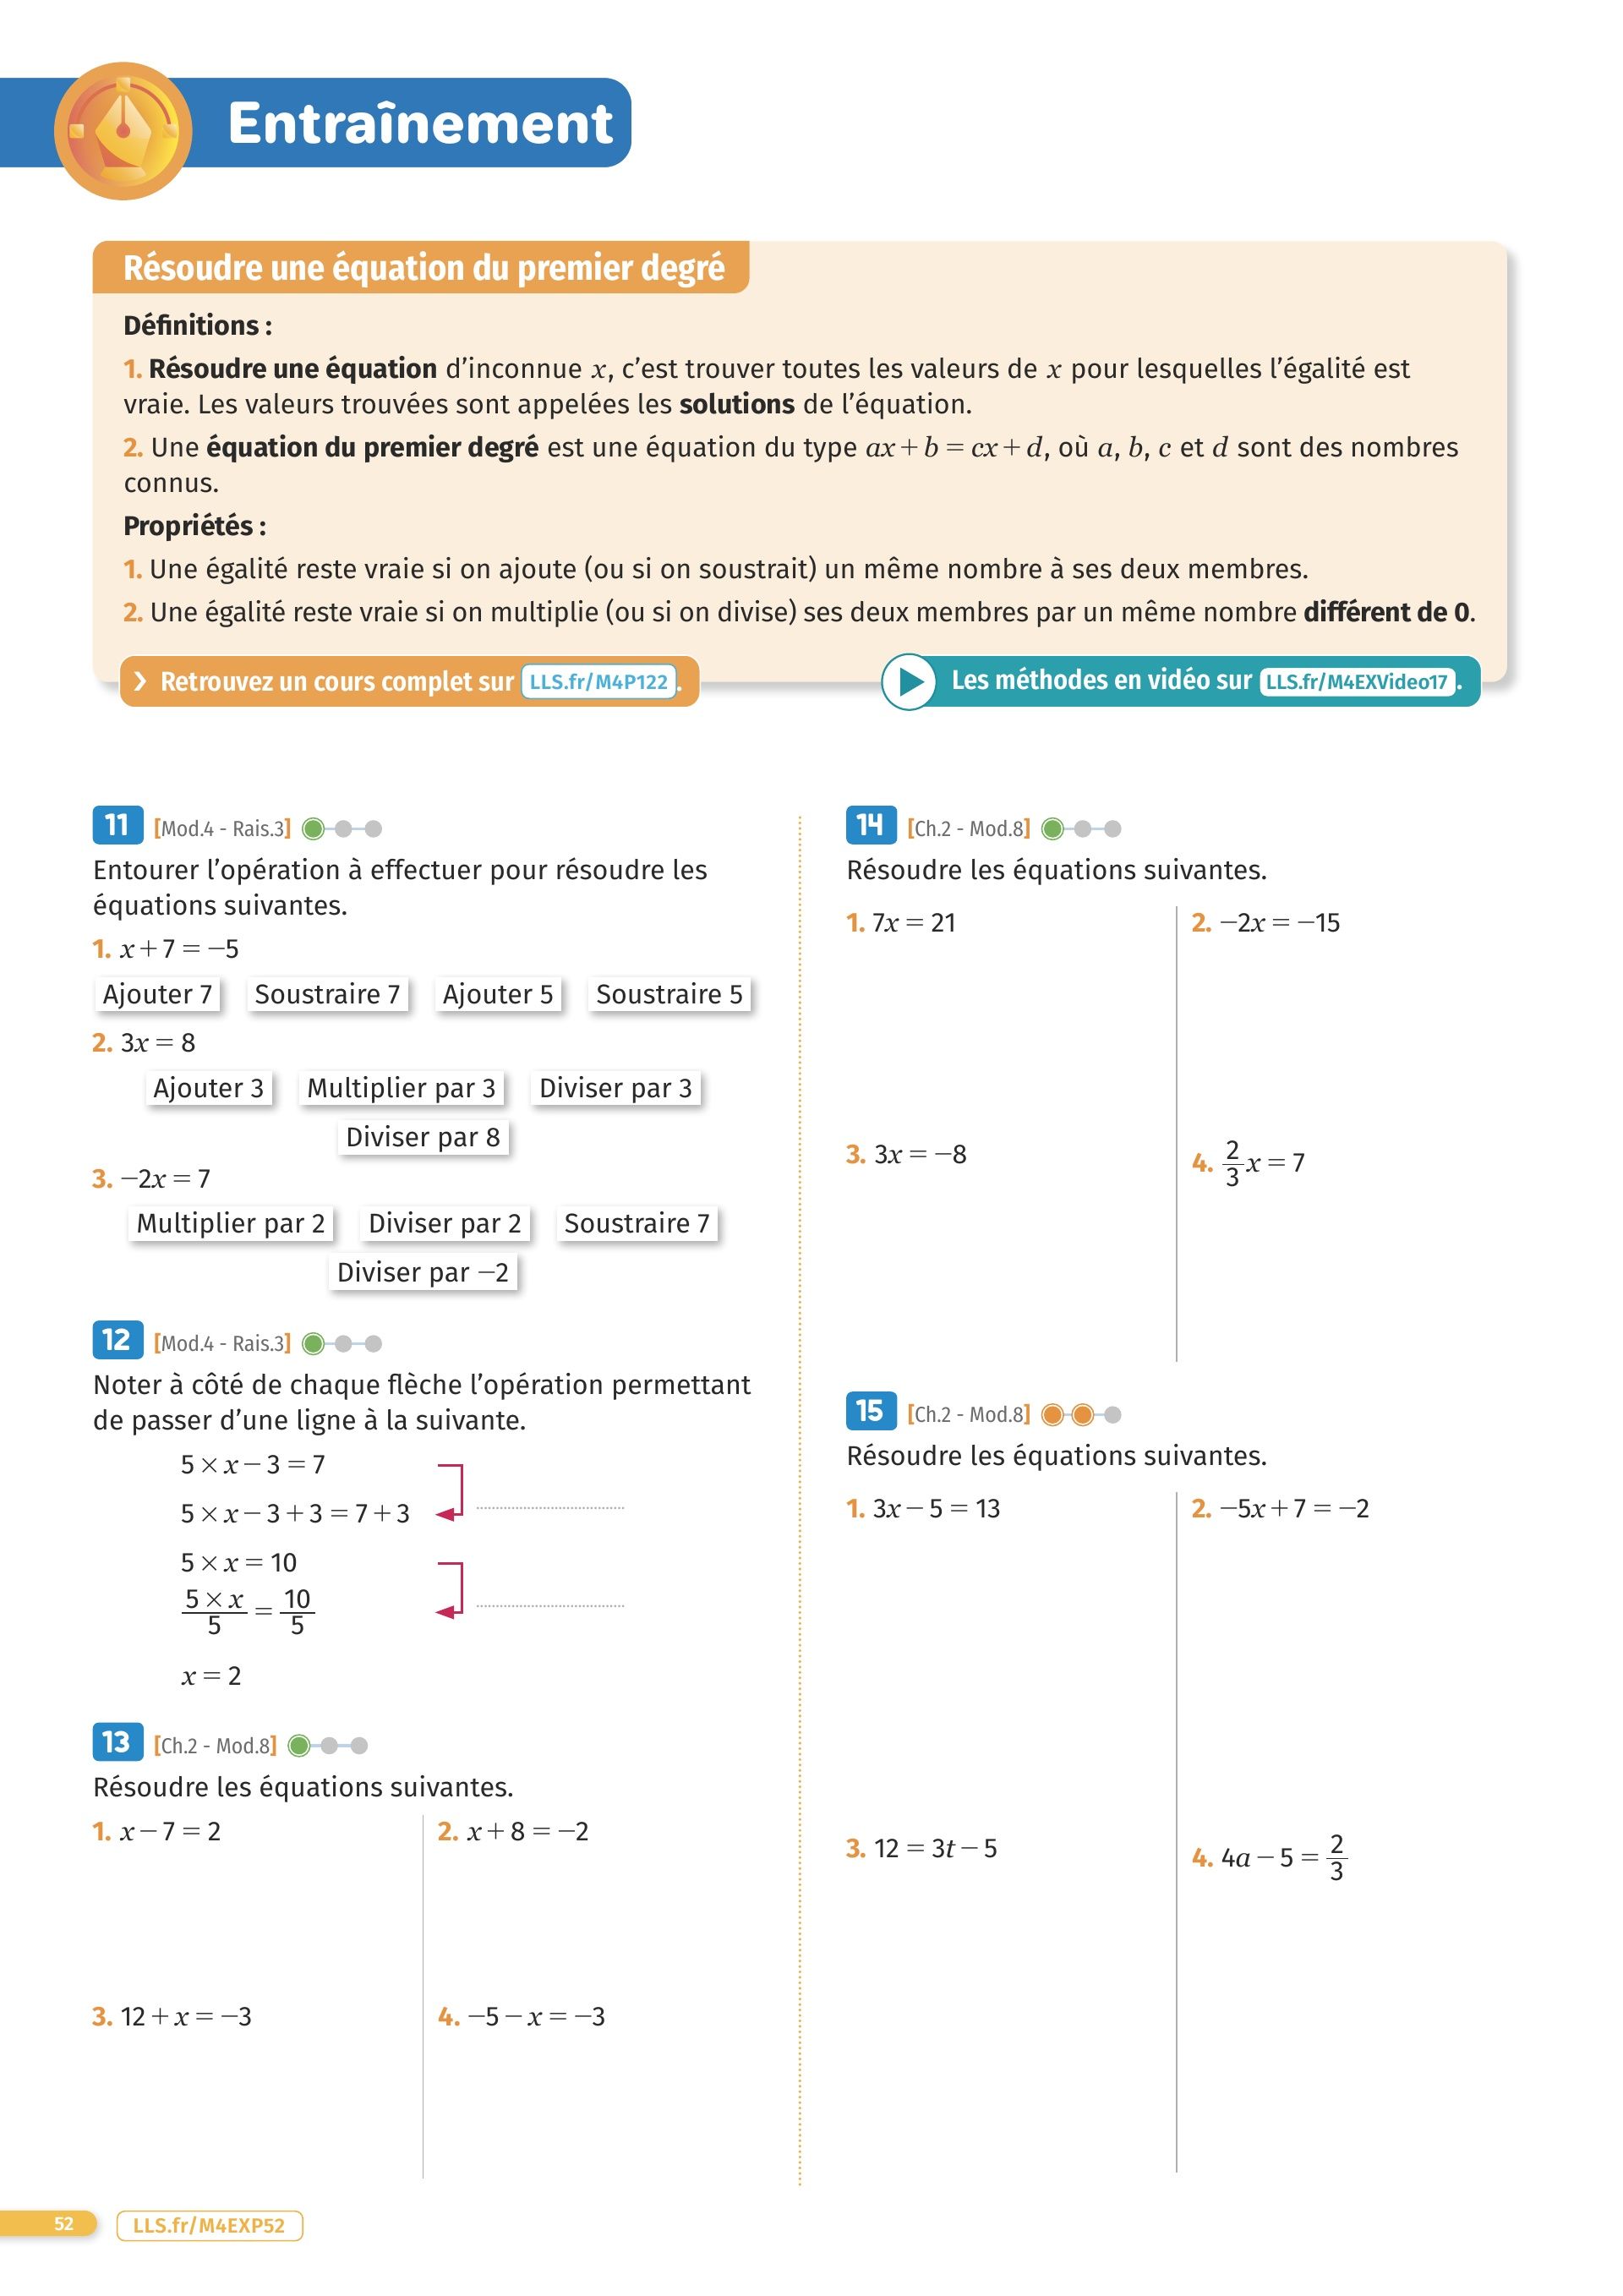 Entraînement
Résoudre une équation du premier degré
Définitions :
1. Résoudre une équation d’inconnue x, c’est trouver toutes les valeurs de x pour lesquelles l’égalité est
vraie. Les valeurs trouvées sont appelées les solutions de l’équation.
2. Une équation du premier degré est une équation du type ax + b = cx + d, où a, b, c et d sont des nombres
connus.
Propriétés :
1. Une égalité reste vraie si on ajoute (ou si on soustrait) un même nombre à ses deux membres.
2. Une égalité reste vraie si on multiplie (ou si on divise) ses deux membres par un même nombre différent de 0.
❯ Retrouvez un cours complet sur LLS.fr/M4P122.
Les méthodes en vidéo sur LLS.fr/M4EXVideo17.
11 [Mod.4 - Rais.3]
Entourer l’opération à effectuer pour résoudre les
équations suivantes.
1. x + 7 = −5
Ajouter 7 Soustraire 7 Ajouter 5 Soustraire 5
2. 3x = 8
Ajouter 3 Multiplier par 3 Diviser par 3
Diviser par 8
3. −2x = 7
Multiplier par 2 Diviser par 2 Soustraire 7
Diviser par −2
12 [Mod.4 - Rais.3]
Noter à côté de chaque flèche l’opération permettant
de passer d’une ligne à la suivante.
5 × x − 3 = 7
5 × x − 3 + 3 = 7 + 3
5 × x = 10
5 × x / 5 = 10 / 5
x = 2
13 [Ch.2 - Mod.8]
Résoudre les équations suivantes.
1. x − 7 = 2
2. x + 8 = −2
3. 12 + x = −3
4. −5 − x = −3
14 [Ch.2 - Mod.8]
Résoudre les équations suivantes.
1. 7x = 21
2. −2x = −15
3. 3x = −8
4. 2/3 x = 7
15 [Ch.2 - Mod.8]
Résoudre les équations suivantes.
1. 3x − 5 = 13
2. −5x + 7 = −2
3. 12 = 3t − 5
4. 4a − 5 = 2/3
52
LLS.fr/M4EXP52